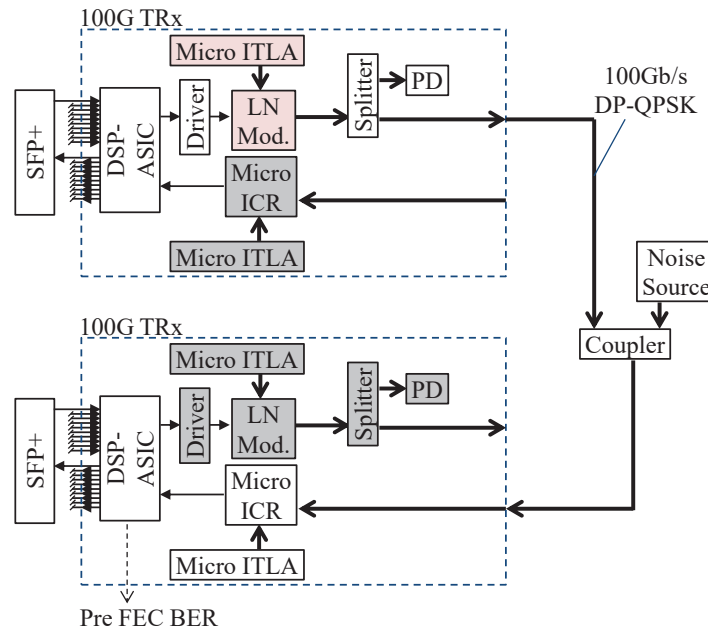 100G TRx
Micro ITLA
SFP+
DSP-
ASIC
Driver
LN
Mod.
Splitter
PD
100Gb/s
DP-QPSK
Micro
ICR
Micro ITLA
Noise
Source
Coupler
100G TRx
Micro ITLA
SFP+
DSP-
ASIC
Driver
LN
Mod.
Splitter
PD
Micro
ICR
Micro ITLA
Pre FEC BER